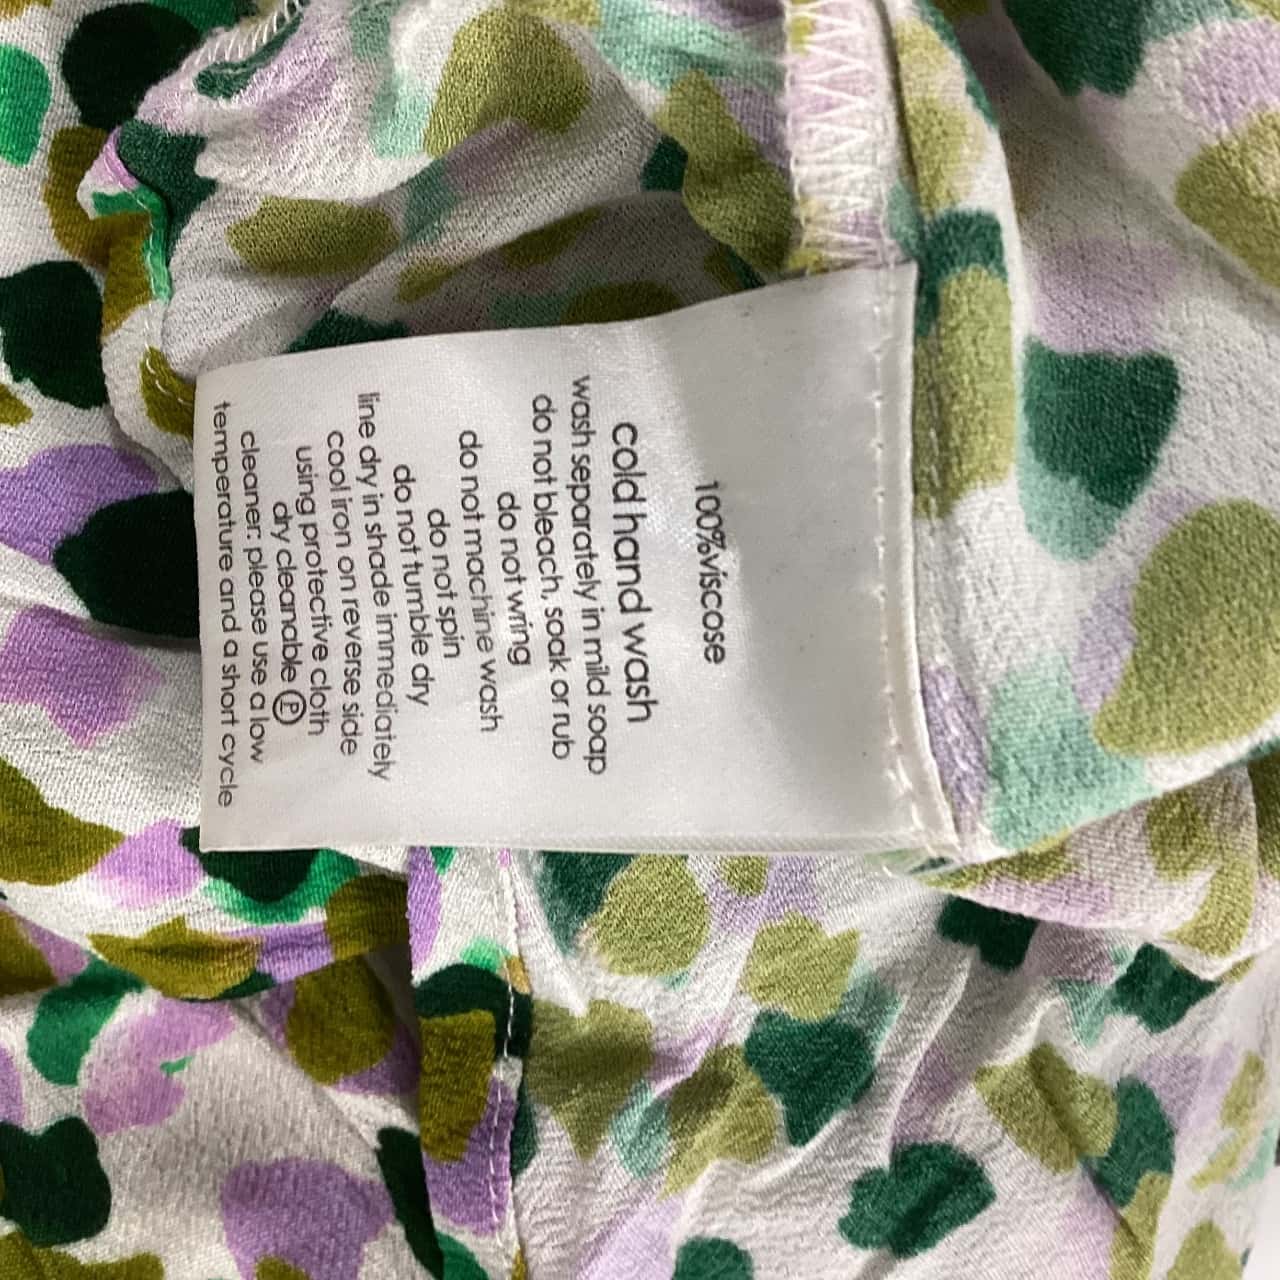 100%viscose
cold hand wash
wash separately in mild soap
do not bleach, soak or rub
do not wring
do not machine wash
do not spin
do not tumble dry
line dry in shade immediately
cool iron on reverse side
using protective cloth
dry cleanable Ⓟ
cleaner: please use a low
temperature and a short cycle